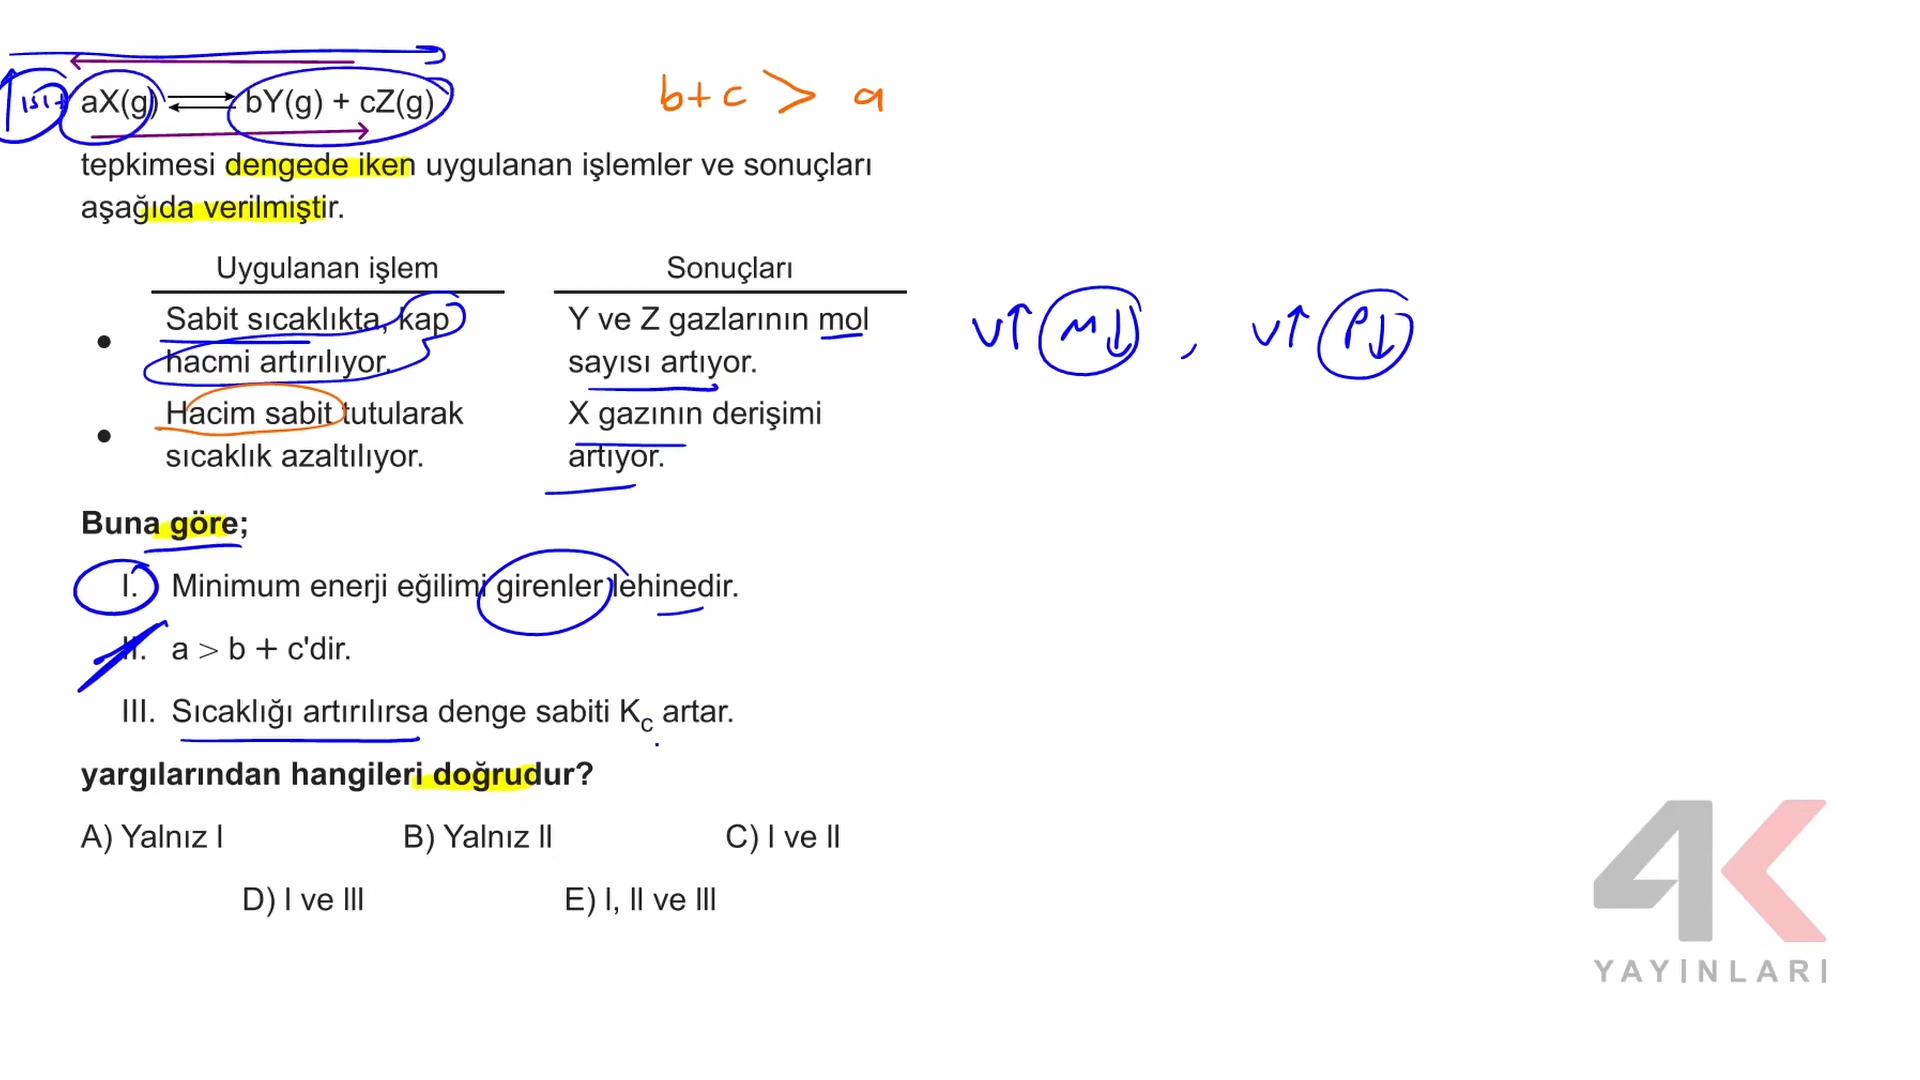 b+c > a
ısı+ aX(g) ⇌ bY(g) + cZ(g)
tepkimesi dengede iken uygulanan işlemler ve sonuçları
aşağıda verilmiştir.
Uygulanan işlem Sonuçları
• Sabit sıcaklıkta, kap Y ve Z gazlarının mol
hacmi artırılıyor. sayısı artıyor.
V↑ M↓ , V↑ P↓
• Hacim sabit tutularak X gazının derişimi
sıcaklık azaltılıyor. artıyor.
Buna göre;
I. Minimum enerji eğilimi girenler lehinedir.
II. a > b + c'dir.
III. Sıcaklığı artırılırsa denge sabiti Kc artar.
yargılarından hangileri doğrudur?
A) Yalnız I B) Yalnız II C) I ve II
D) I ve III E) I, II ve III
4K
YAYINLARI